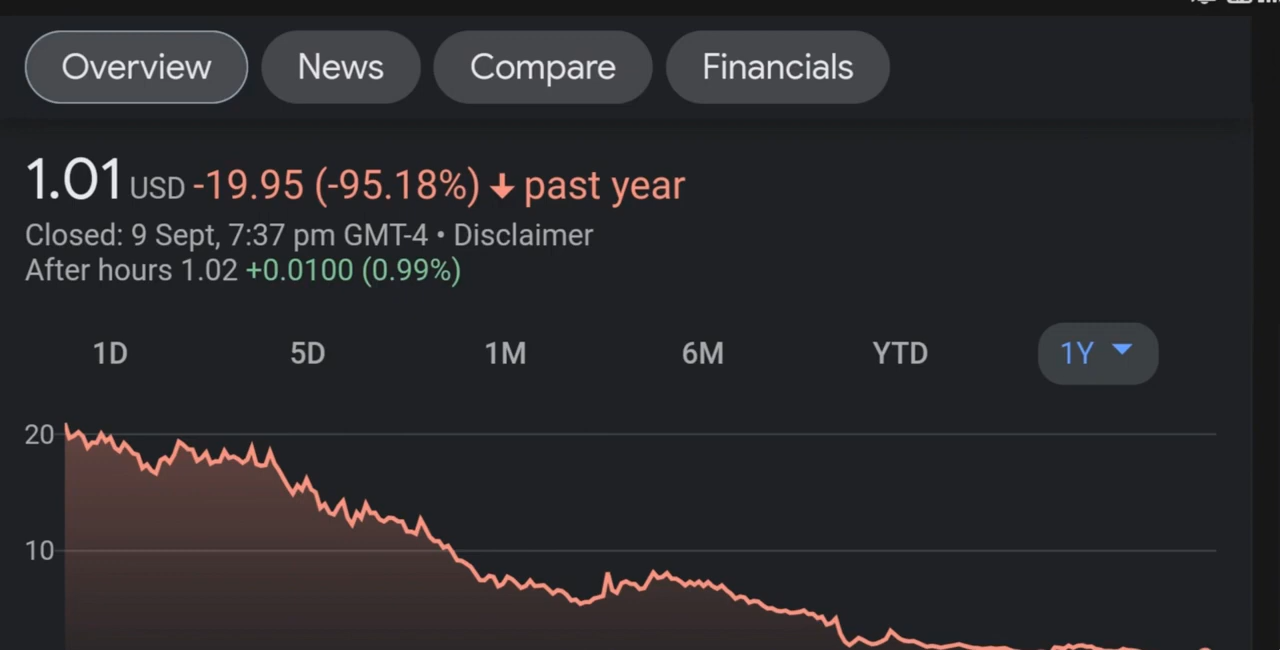 Overview News Compare Financials
1.01 USD -19.95 (-95.18%) ↓ past year
Closed: 9 Sept, 7:37 pm GMT-4 • Disclaimer
After hours 1.02 +0.0100 (0.99%)
1D 5D 1M 6M YTD 1Y
20
10